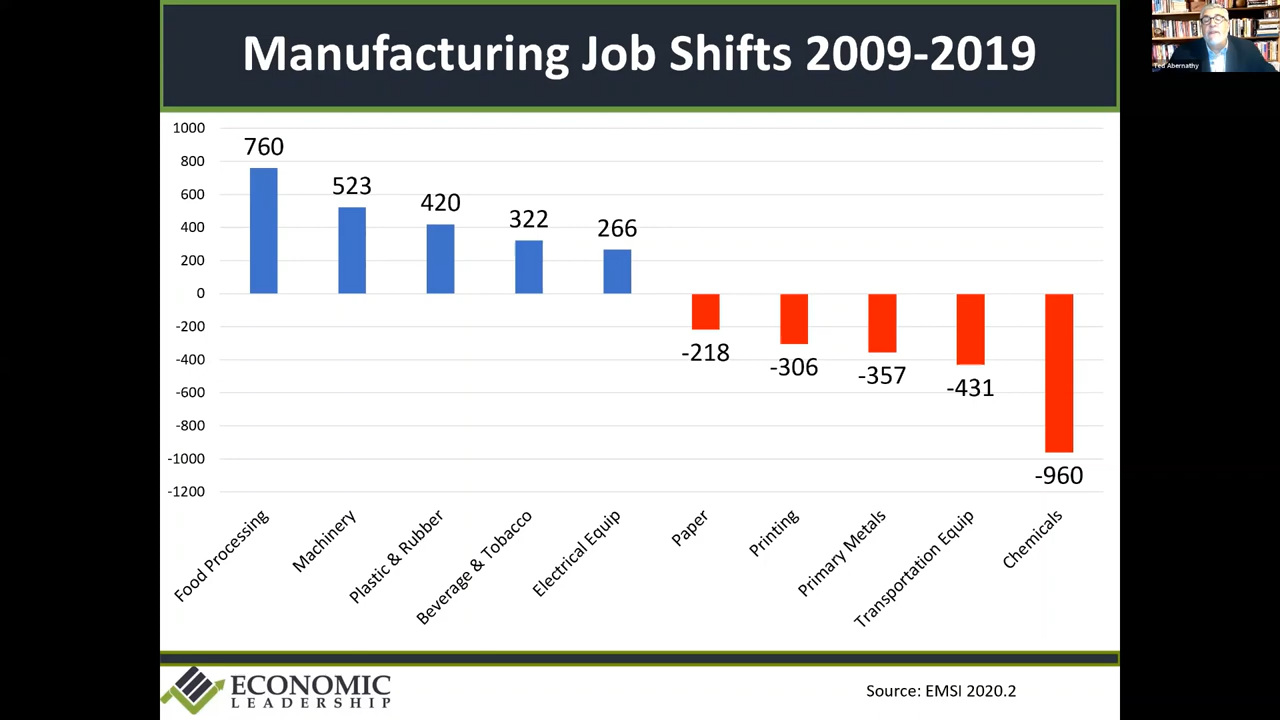 Manufacturing Job Shifts 2009-2019
Ted Abernathy
1000
800
600
400
200
0
-200
-400
-600
-800
-1000
-1200
760
523
420
322
266
-218
-306
-357
-431
-960
Food Processing
Machinery
Plastic & Rubber
Beverage & Tobacco
Electrical Equip
Paper
Printing
Primary Metals
Transportation Equip
Chemicals
ECONOMIC
LEADERSHIP
Source: EMSI 2020.2